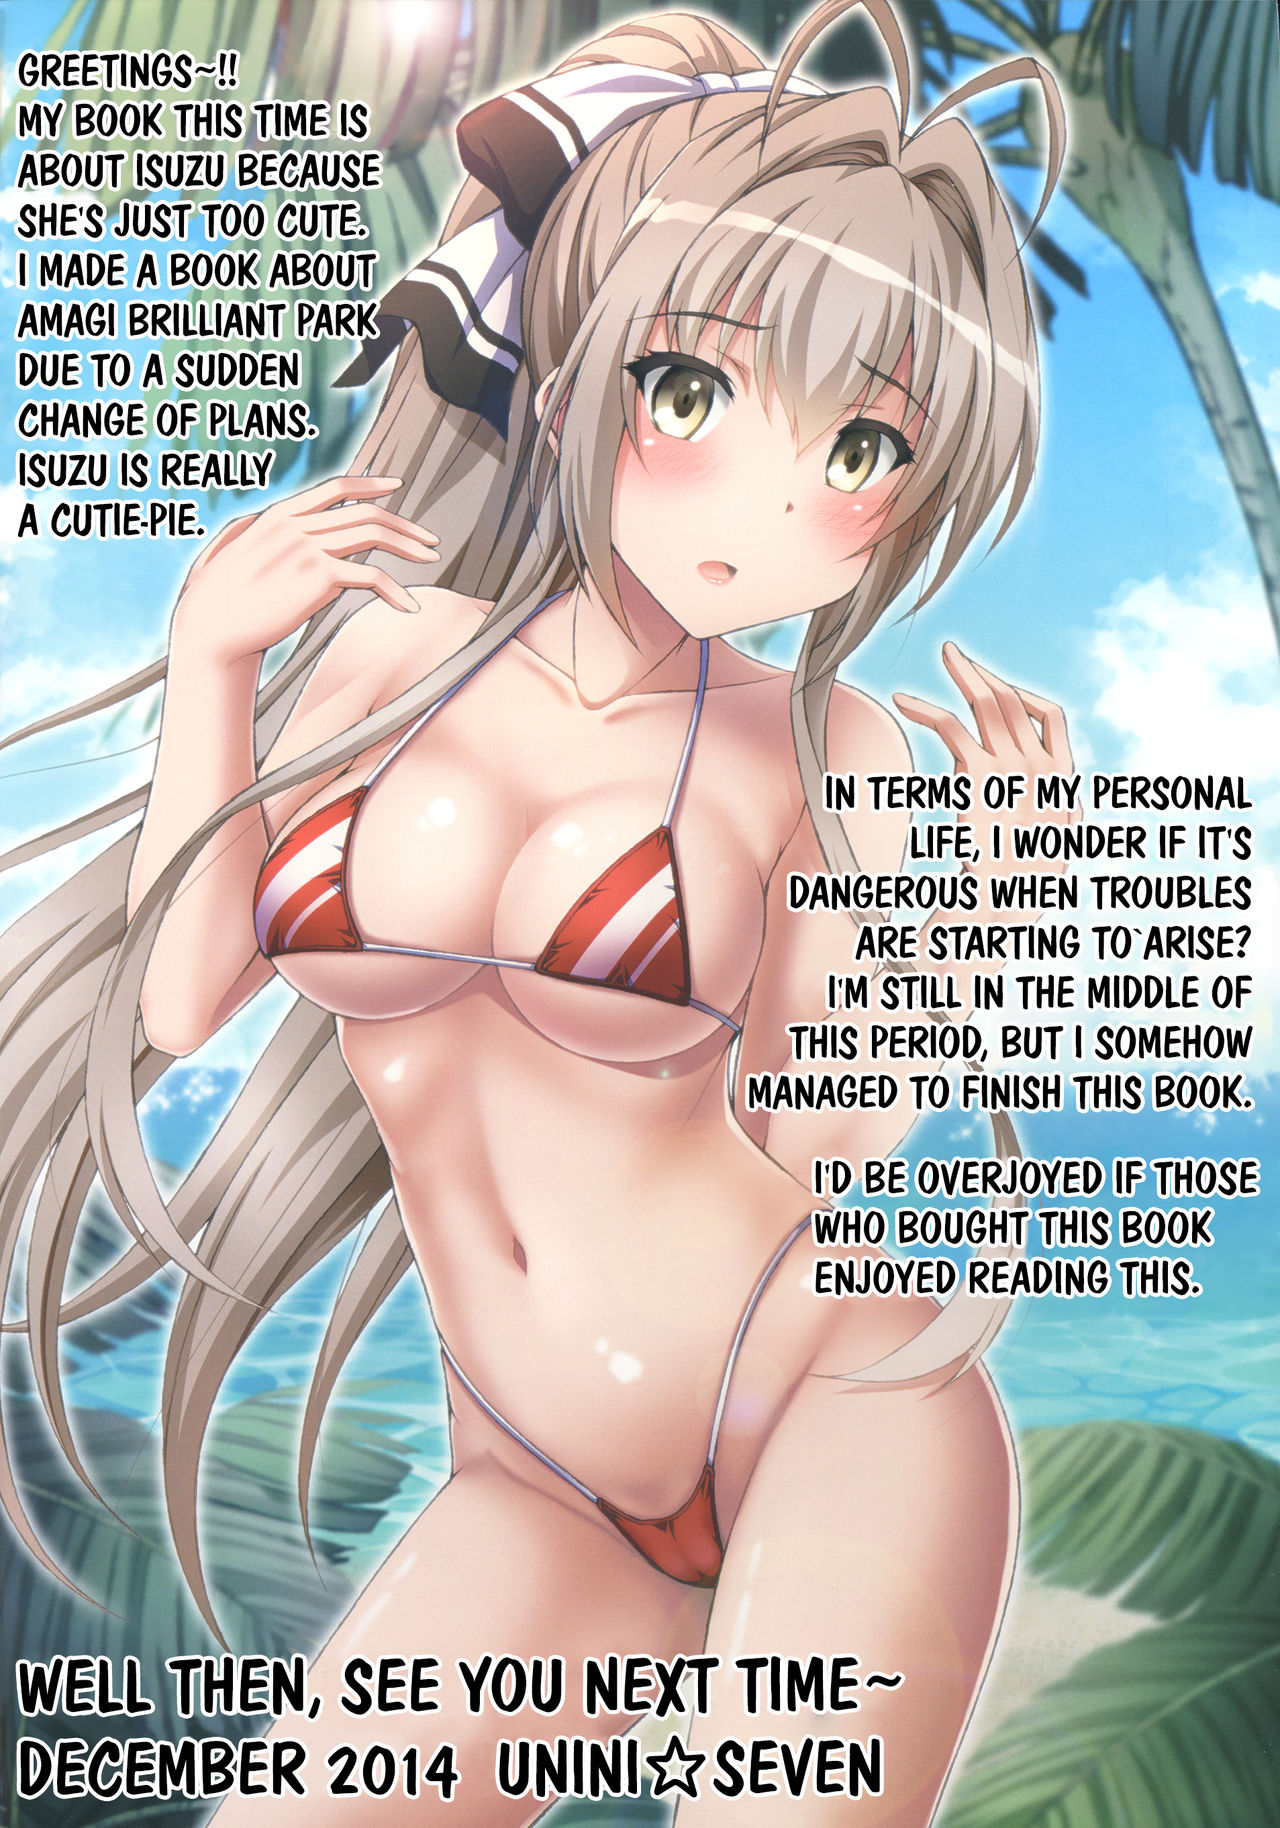 GREETINGS~!!
MY BOOK THIS TIME IS
ABOUT ISUZU BECAUSE
SHE'S JUST TOO CUTE.
I MADE A BOOK ABOUT
AMAGI BRILLIANT PARK
DUE TO A SUDDEN
CHANGE OF PLANS.
ISUZU IS REALLY
A CUTIE-PIE.
IN TERMS OF MY PERSONAL
LIFE, I WONDER IF IT'S
DANGEROUS WHEN TROUBLES
ARE STARTING TO`ARISE?
I'M STILL IN THE MIDDLE OF
THIS PERIOD, BUT I SOMEHOW
MANAGED TO FINISH THIS BOOK.
I'D BE OVERJOYED IF THOSE
WHO BOUGHT THIS BOOK
ENJOYED READING THIS.
WELL THEN, SEE YOU NEXT TIME~
DECEMBER 2014 UNINI☆SEVEN